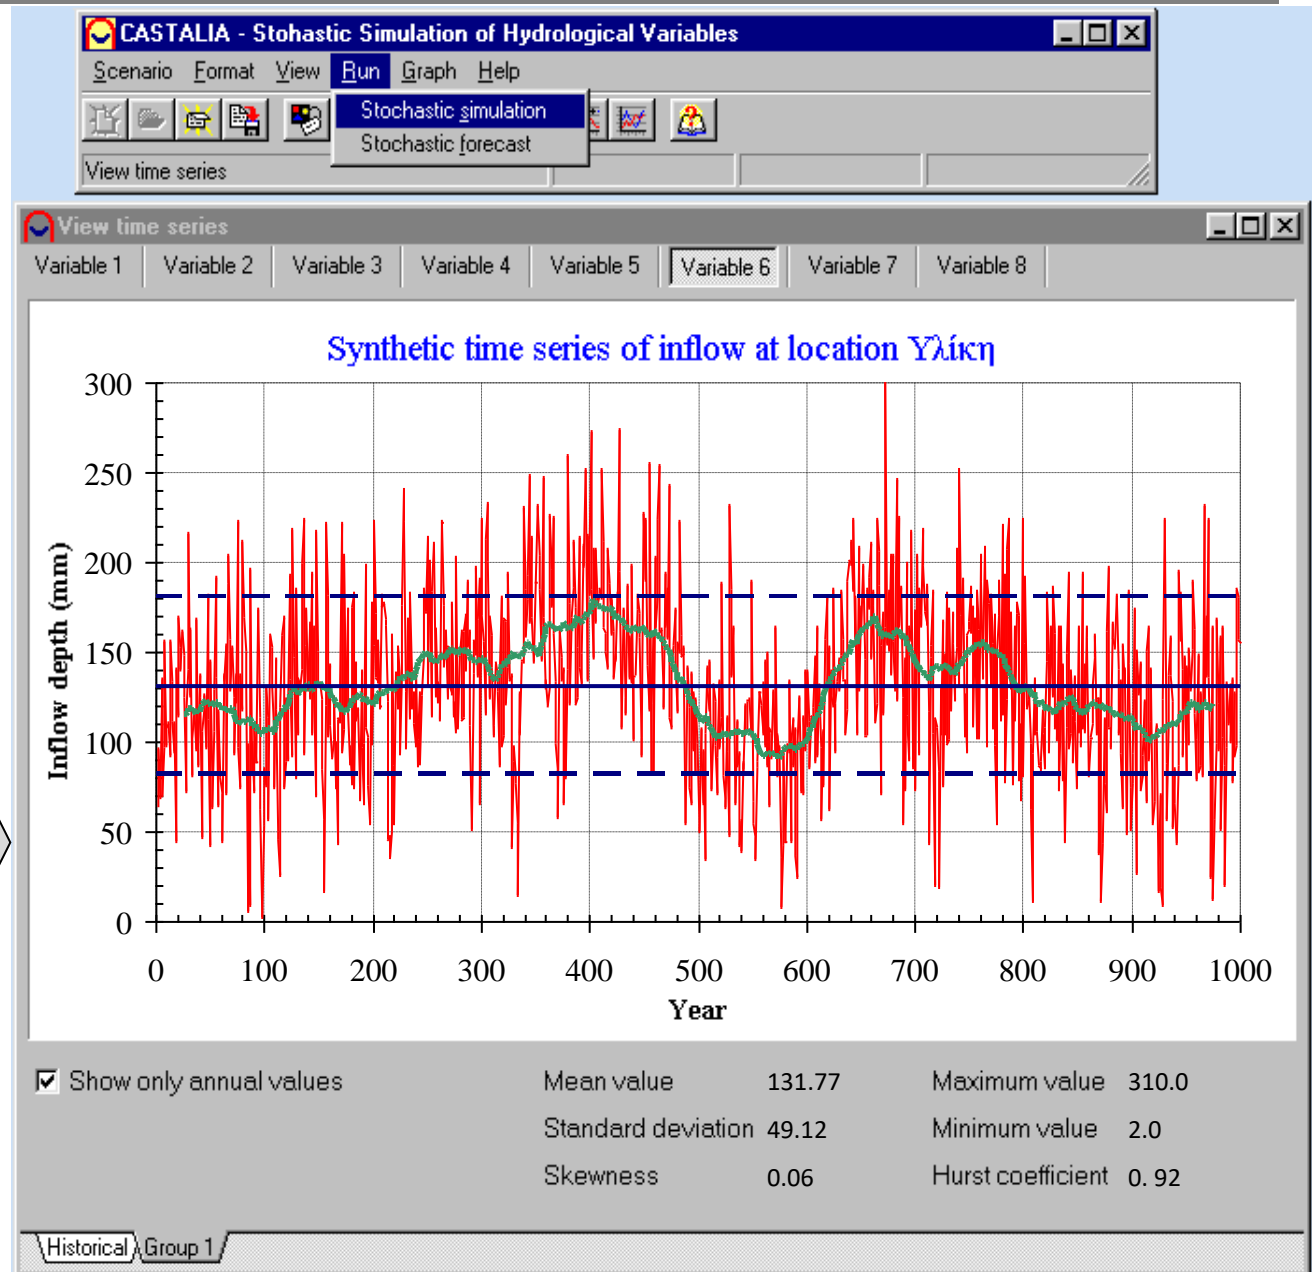 CASTALIA - Stohastic Simulation of Hydrological Variables
Scenario Format View Run Graph Help
Stochastic simulation
Stochastic forecast
View time series
View time series
Variable 1 Variable 2 Variable 3 Variable 4 Variable 5 Variable 6 Variable 7 Variable 8
Synthetic time series of inflow at location Υλίκη
300
250
200
150
100
50
0
Inflow depth (mm)
0 100 200 300 400 500 600 700 800 900 1000
Year
Show only annual values Mean value 131.77 Maximum value 310.0
Standard deviation 49.12 Minimum value 2.0
Skewness 0.06 Hurst coefficient 0. 92
Historical Group 1